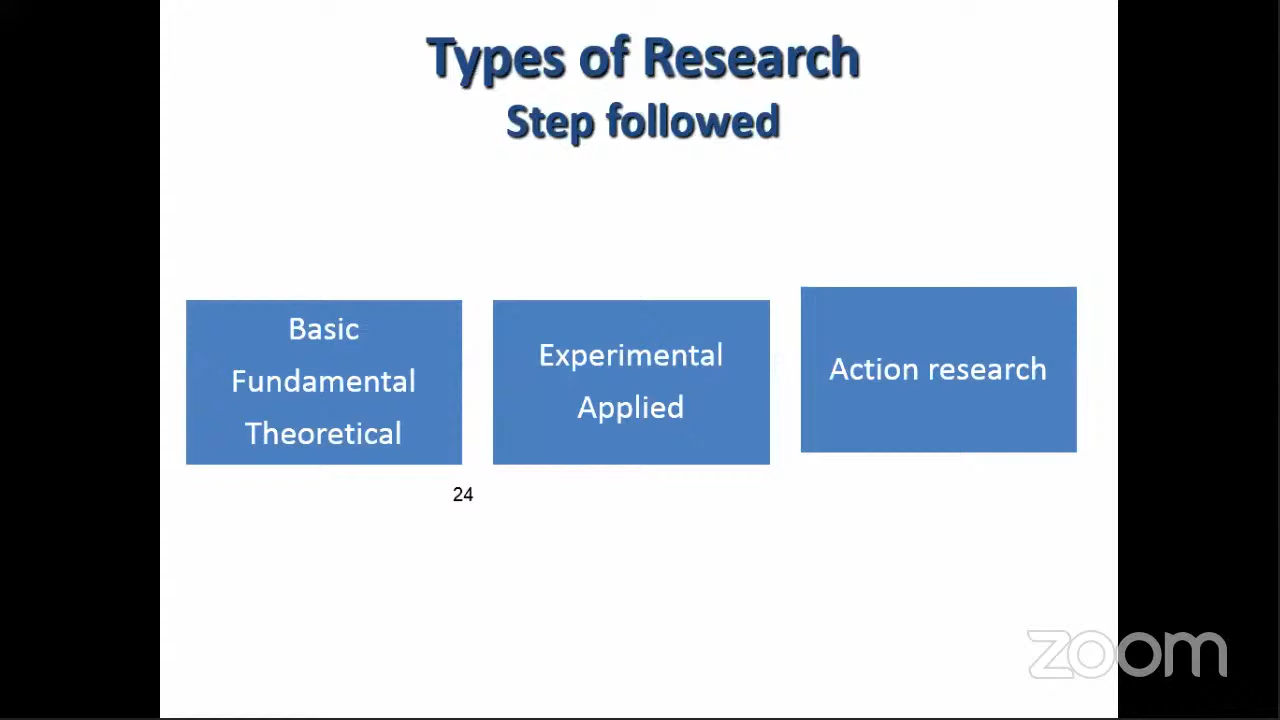 Types of Research
Step followed
Basic
Fundamental
Theoretical
Experimental
Applied
Action research
24
zoom